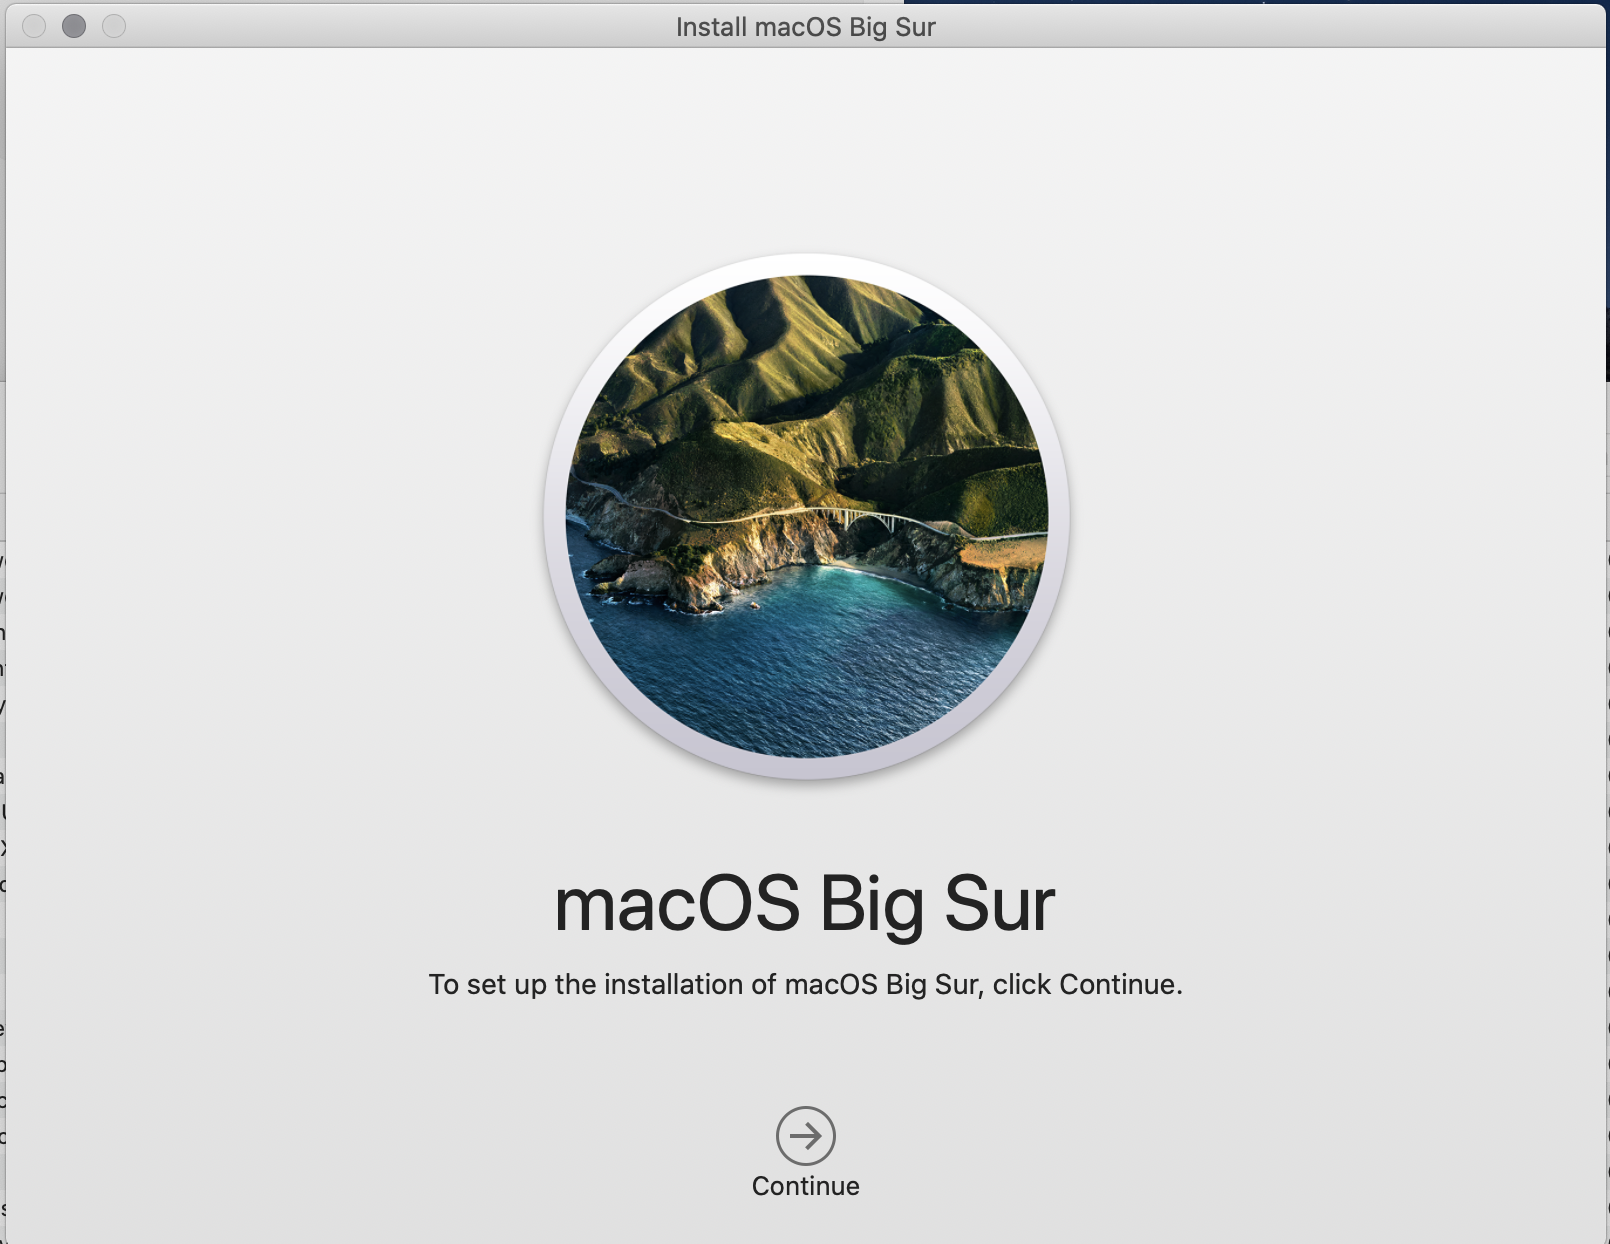 Install macOS Big Sur
macOS Big Sur
To set up the installation of macOS Big Sur, click Continue.
Continue